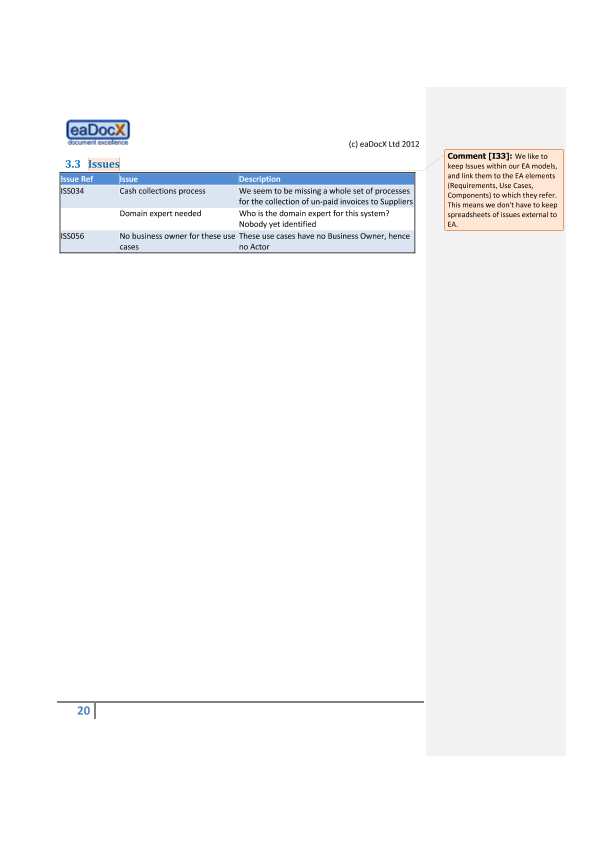 eaDocX
document excellence
(c) eaDocX Ltd 2012
3.3 Issues
Issue Ref Issue Description
ISS034 Cash collections process We seem to be missing a whole set of processes
for the collection of un-paid invoices to Suppliers
Domain expert needed Who is the domain expert for this system?
Nobody yet identified
ISS056 No business owner for these use These use cases have no Business Owner, hence
cases no Actor
Comment [I33]: We like to
keep Issues within our EA models,
and link them to the EA elements
(Requirements, Use Cases,
Components) to which they refer.
This means we don't have to keep
spreadsheets of issues external to
EA.
20